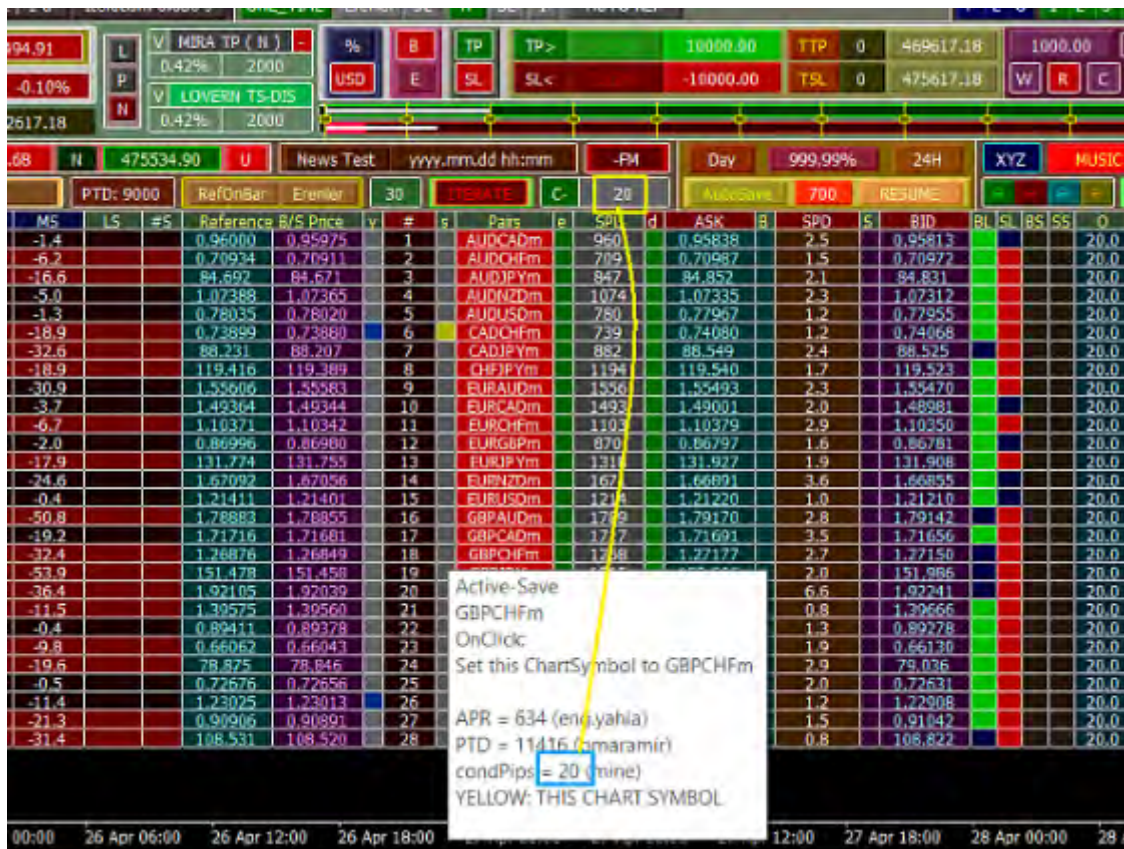 494.91 L V MIRA TP ( N ) - % B TP TP> 10000.00 TTP 0 469617.18 1000.00
0.42% 2000
-0.10% P USD E SL SL< -10000.00 TSL 0 475617.18 W R C
V LOVERN TS-DIS
2617.18 N 0.42% 2000
.68 N 475534.90 U News Test yyyy.mm.dd hh:mm -FM Day 999.99% 24H XYZ MUSIC
PTD: 9000 RefOnBar Erenler 30 ITERATE C- 20 AutoSave 700 RESUME
MS LS #S Reference B/S Price v # s Pairs e SPD d ASK B SPD S BID BL SL BS SS O
-1.4 0.96000 0.95975 1 AUDCADm 960 0.95838 2.5 0.95813 20.0
-6.2 0.70934 0.70911 2 AUDCHFm 709 0.70987 1.5 0.70972 20.0
-16.6 84.692 84.671 3 AUDJPYm 847 84.852 2.1 84.831 20.0
-5.0 1.07388 1.07365 4 AUDNZDm 1074 1.07335 2.3 1.07312 20.0
-1.3 0.78035 0.78020 5 AUDUSDm 780 0.77967 1.2 0.77955 20.0
-18.9 0.73899 0.73880 6 CADCHFm 739 0.74080 1.2 0.74068 20.0
-32.6 88.231 88.207 7 CADJPYm 882 88.549 2.4 88.525 20.0
-18.9 119.416 119.389 8 CHFJPYm 1194 119.540 1.7 119.523 20.0
-30.9 1.55606 1.55583 9 EURAUDm 1556 1.55493 2.3 1.55470 20.0
-3.7 1.49364 1.49344 10 EURCADm 1493 1.49001 2.0 1.48981 20.0
-6.7 1.10371 1.10342 11 EURCHFm 1103 1.10379 2.9 1.10350 20.0
-2.0 0.86996 0.86980 12 EURGBPm 870 0.86797 1.6 0.86781 20.0
-17.9 131.774 131.755 13 EURJPYm 131.927 1.9 131.908 20.0
-24.6 1.67092 1.67056 14 EURNZDm 1.66891 3.6 1.66855 20.0
-0.4 1.21411 1.21401 15 EURUSDm 1214 1.21220 1.0 1.21210 20.0
-50.8 1.78883 1.78855 16 GBPAUDm 1.79170 2.8 1.79142 20.0
-19.2 1.71716 1.71681 17 GBPCADm 1.71691 3.5 1.71656 20.0
-32.4 1.26876 1.26849 18 GBPCHFm 1.27177 2.7 1.27150 20.0
-53.9 151.478 151.458 19 2.0 151.986 20.0
-36.4 1.92105 1.92039 20 6.6 1.92241 20.0
-11.5 1.39575 1.39560 21 0.8 1.39666 20.0
-0.4 0.89411 0.89378 22 1.3 0.89278 20.0
-9.8 0.66062 0.66043 23 1.9 0.66130 20.0
-19.6 78.875 78.846 24 2.9 79.036 20.0
-0.5 0.72676 0.72656 25 2.0 0.72631 20.0
-11.4 1.23025 1.23013 26 1.2 1.22908 20.0
-21.3 0.90906 0.90891 27 1.5 0.91042 20.0
-31.4 108.531 108.520 28 0.8 108.822 20.0
Active-Save
GBPCHFm
OnClick:
Set this ChartSymbol to GBPCHFm
APR = 634 (eng.yahia)
PTD = 11416 (omaramir)
condPips = 20 (mine)
YELLOW: THIS CHART SYMBOL
00:00 26 Apr 06:00 26 Apr 12:00 26 Apr 18:00 12:00 27 Apr 18:00 28 Apr 00:00 28